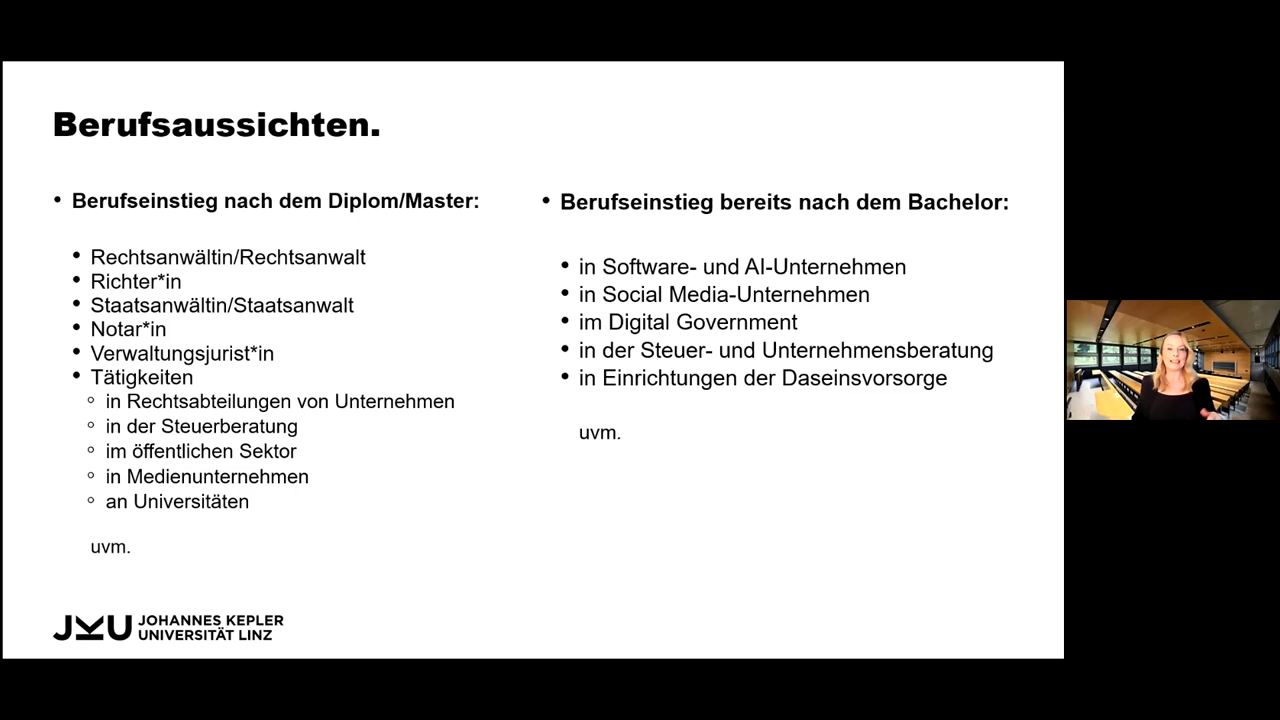 Berufsaussichten.
• Berufseinstieg nach dem Diplom/Master:
• Rechtsanwältin/Rechtsanwalt
• Richter*in
• Staatsanwältin/Staatsanwalt
• Notar*in
• Verwaltungsjurist*in
• Tätigkeiten
◦ in Rechtsabteilungen von Unternehmen
◦ in der Steuerberatung
◦ im öffentlichen Sektor
◦ in Medienunternehmen
◦ an Universitäten
uvm.
• Berufseinstieg bereits nach dem Bachelor:
• in Software- und AI-Unternehmen
• in Social Media-Unternehmen
• im Digital Government
• in der Steuer- und Unternehmensberatung
• in Einrichtungen der Daseinsvorsorge
uvm.
JKU JOHANNES KEPLER
UNIVERSITÄT LINZ